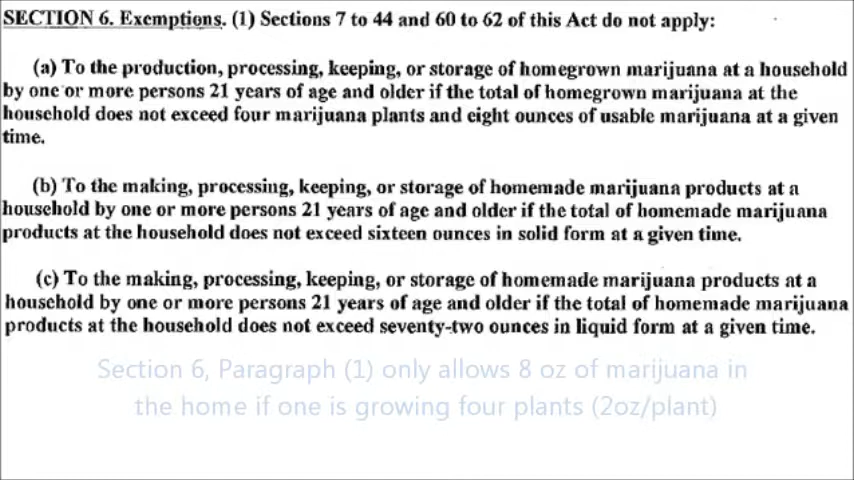 SECTION 6. Exemptions. (1) Sections 7 to 44 and 60 to 62 of this Act do not apply:
(a) To the production, processing, keeping, or storage of homegrown marijuana at a household
by one or more persons 21 years of age and older if the total of homegrown marijuana at the
household does not exceed four marijuana plants and eight ounces of usable marijuana at a given
time.
(b) To the making, processing, keeping, or storage of homemade marijuana products at a
household by one or more persons 21 years of age and older if the total of homemade marijuana
products at the household does not exceed sixteen ounces in solid form at a given time.
(c) To the making, processing, keeping, or storage of homemade marijuana products at a
household by one or more persons 21 years of age and older if the total of homemade marijuana
products at the household does not exceed seventy-two ounces in liquid form at a given time.
Section 6, Paragraph (1) only allows 8 oz of marijuana in
the home if one is growing four plants (2oz/plant)